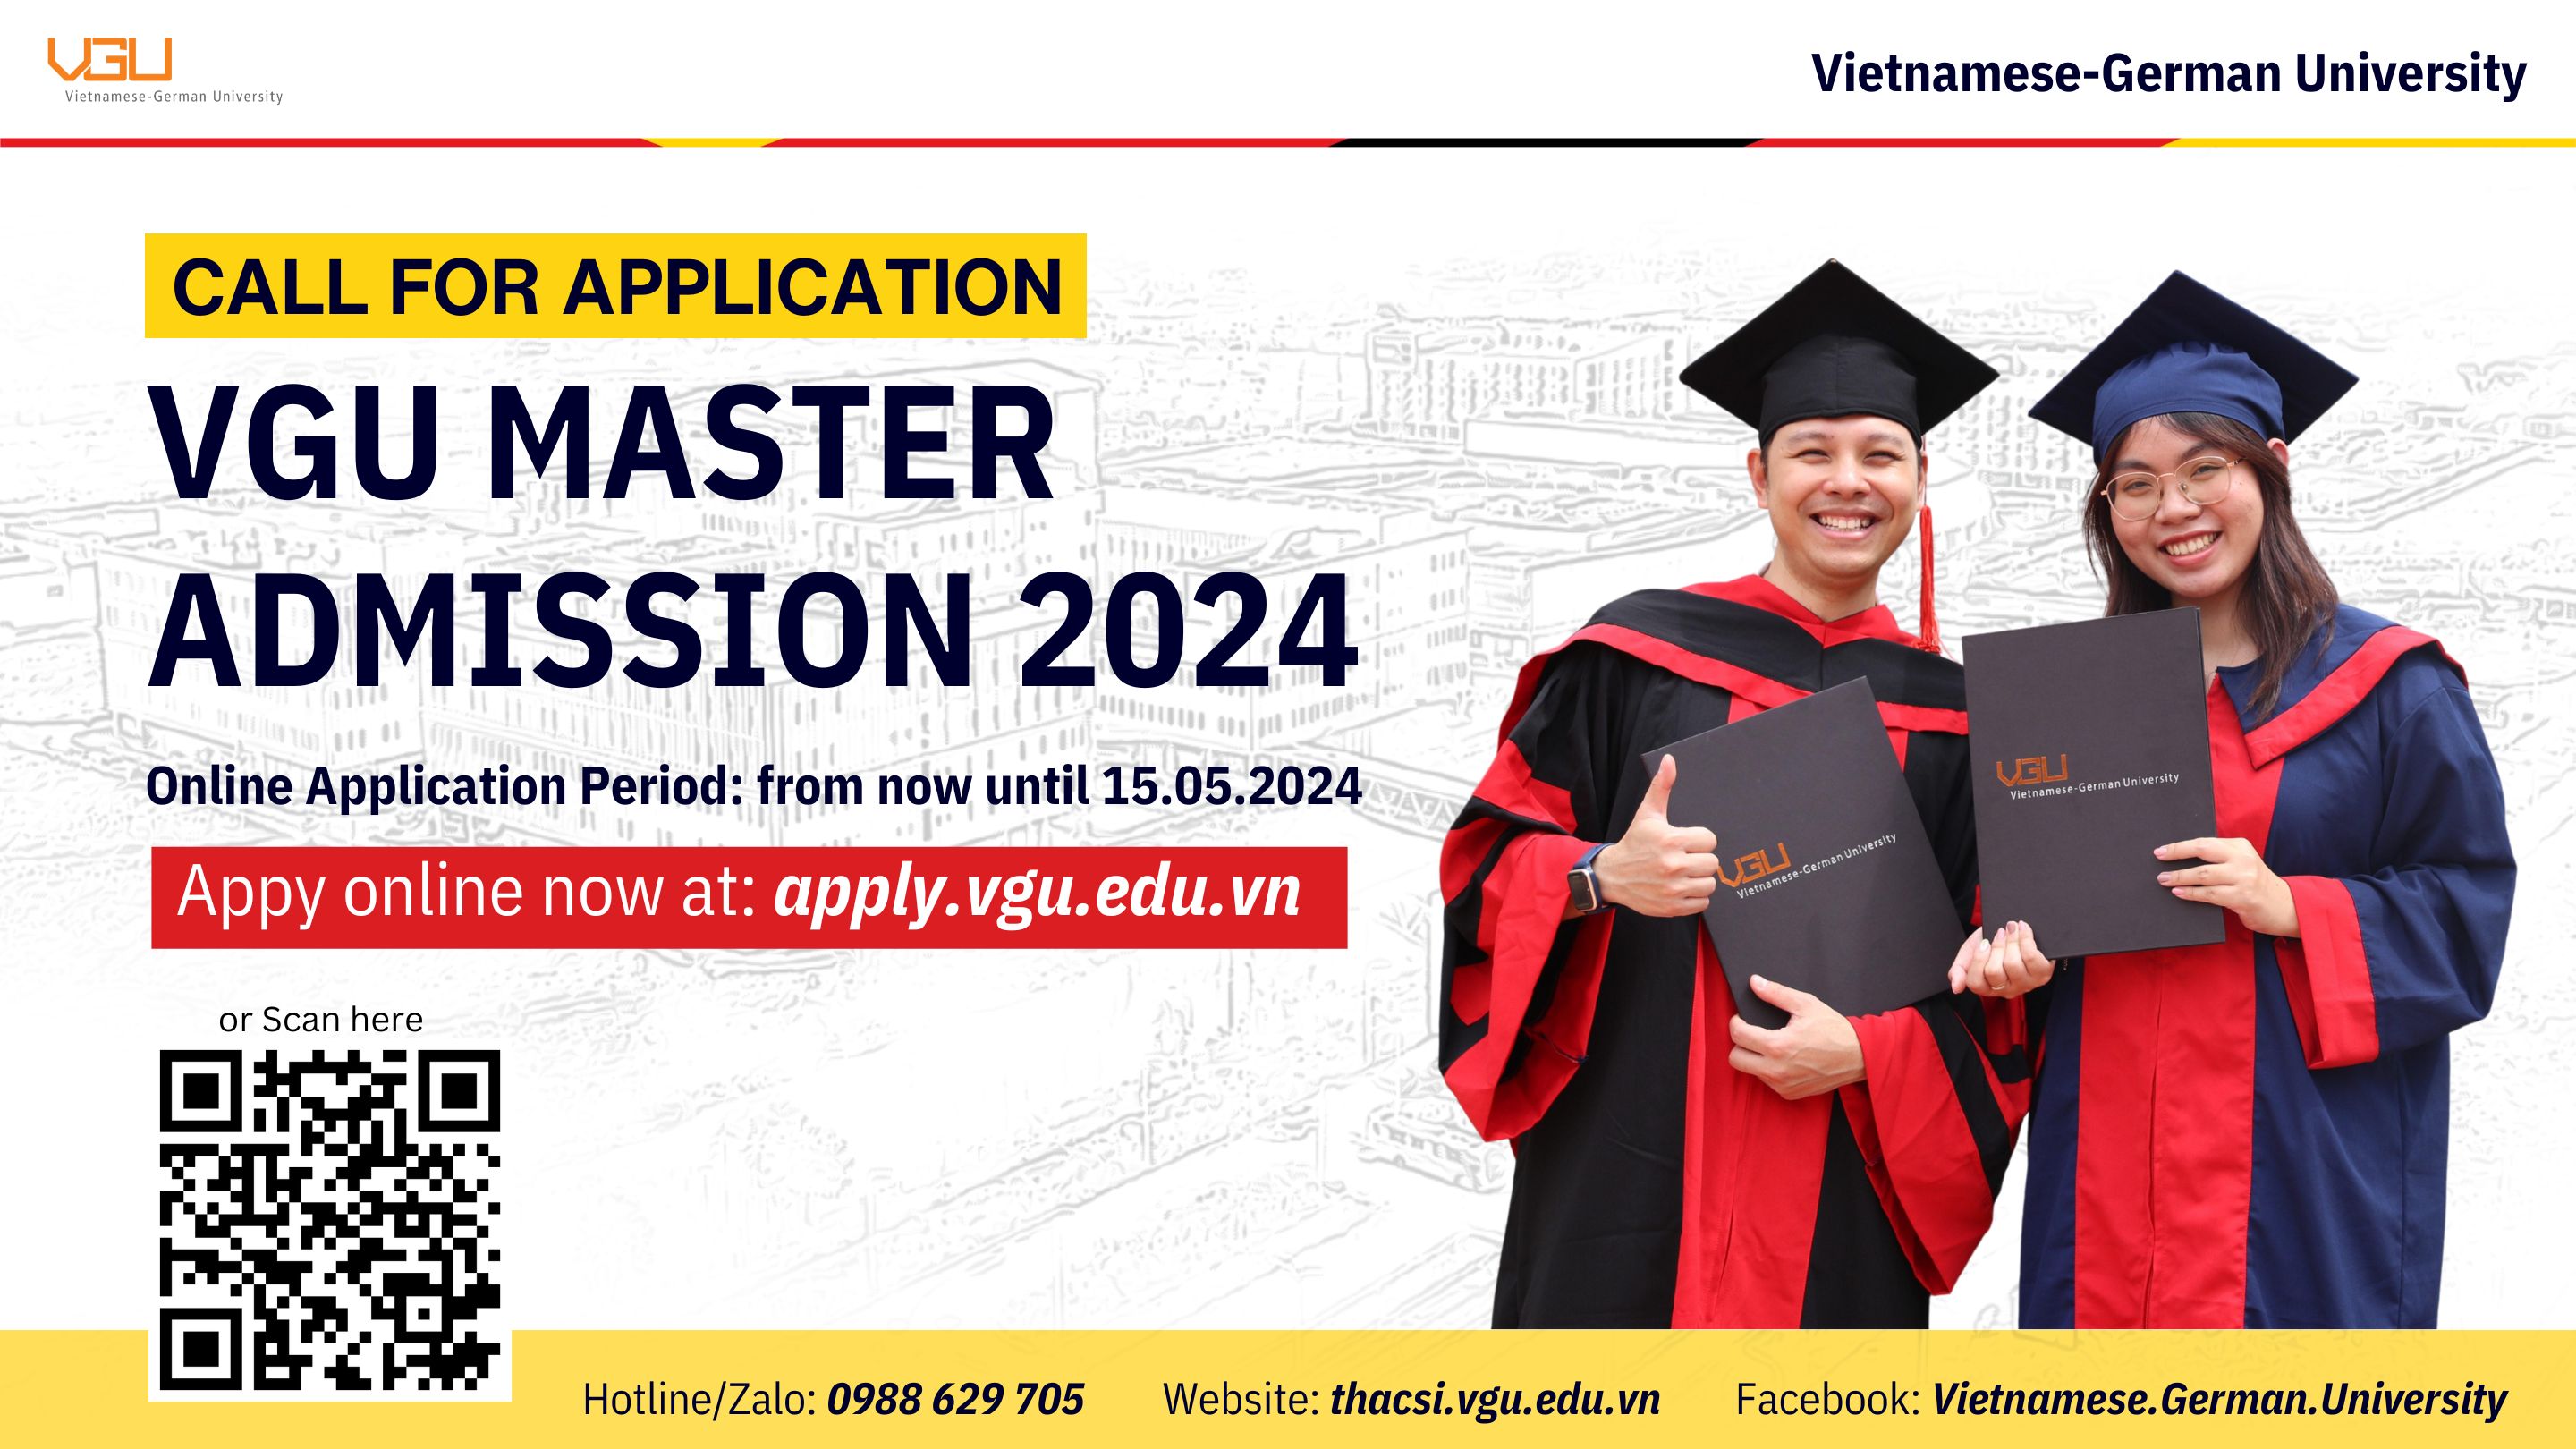 VGU
Vietnamese-German University
Vietnamese-German University
CALL FOR APPLICATION
VGU MASTER
ADMISSION 2024
Online Application Period: from now until 15.05.2024
Appy online now at: apply.vgu.edu.vn
or Scan here
VGU
Vietnamese-German University
VGU
Vietnamese-German University
Hotline/Zalo: 0988 629 705 Website: thacsi.vgu.edu.vn Facebook: Vietnamese.German.University